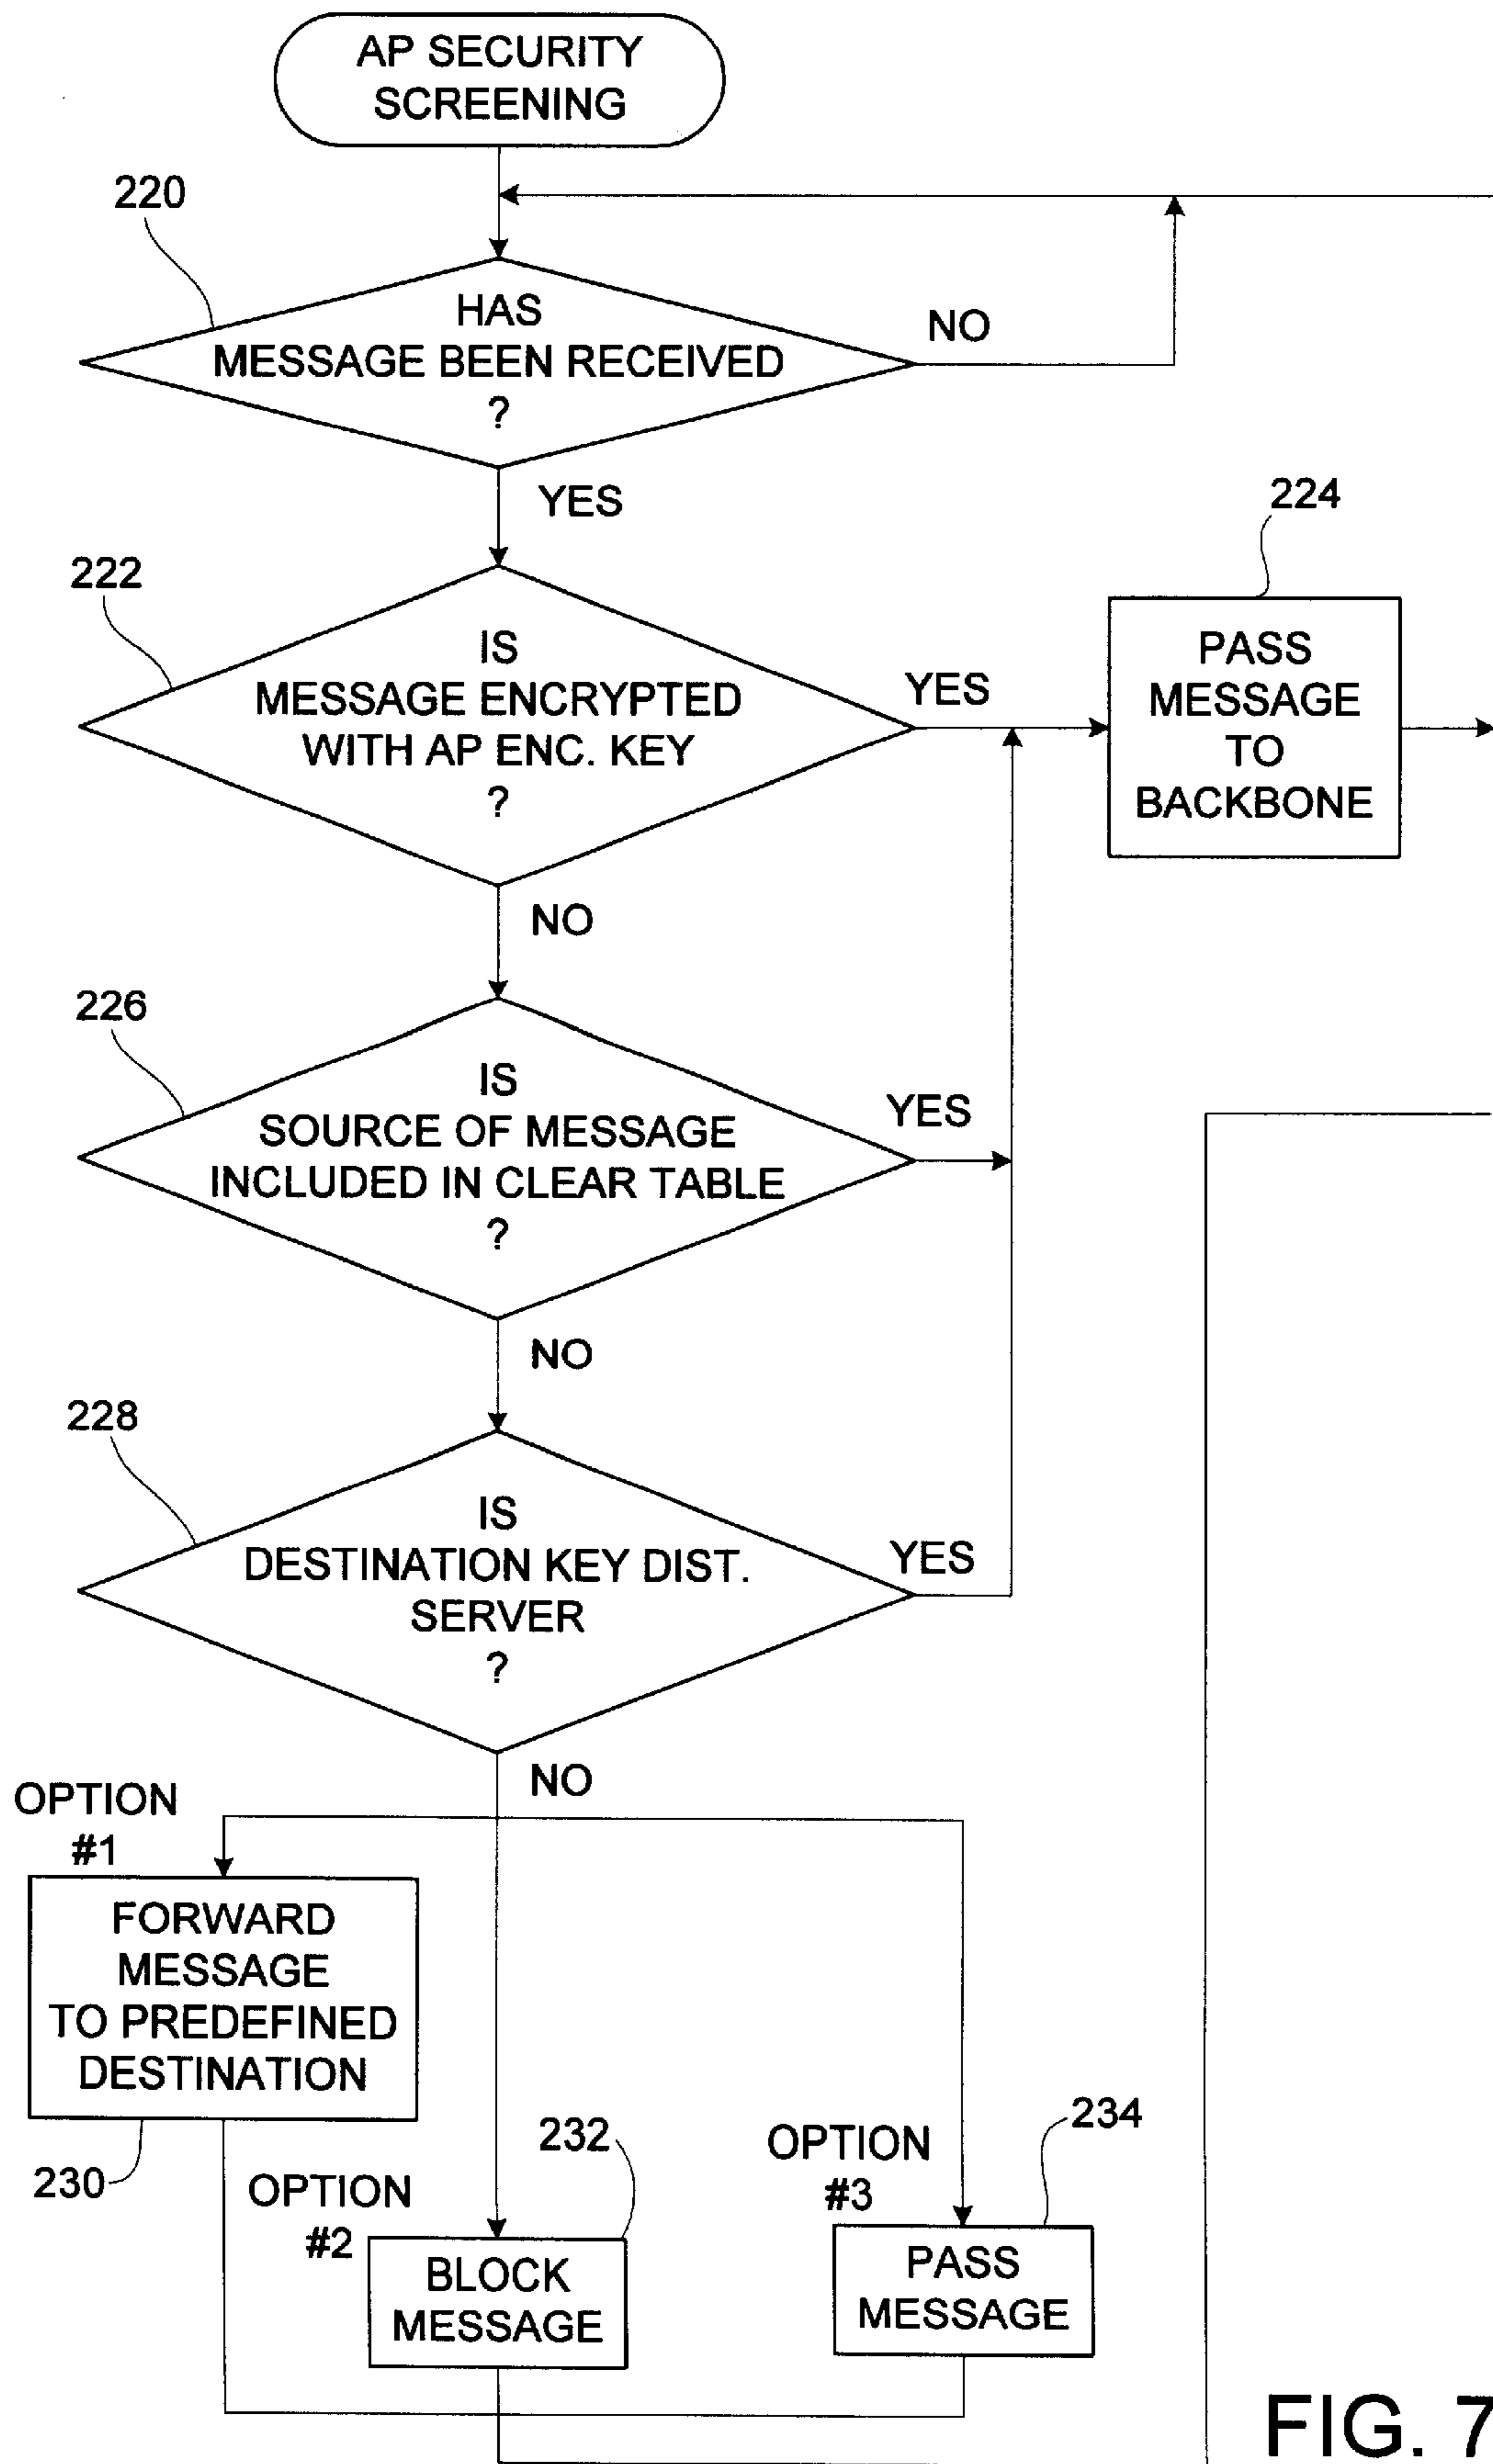 AP SECURITY
SCREENING
220
HAS
MESSAGE BEEN RECEIVED
?
NO
YES
222
IS
MESSAGE ENCRYPTED
WITH AP ENC. KEY
?
YES
224
PASS
MESSAGE
TO
BACKBONE
NO
226
IS
SOURCE OF MESSAGE
INCLUDED IN CLEAR TABLE
?
YES
NO
228
IS
DESTINATION KEY DIST.
SERVER
?
YES
NO
OPTION
#1
FORWARD
MESSAGE
TO PREDEFINED
DESTINATION
230
OPTION
#2
232
BLOCK
MESSAGE
OPTION
#3
234
PASS
MESSAGE
FIG. 7